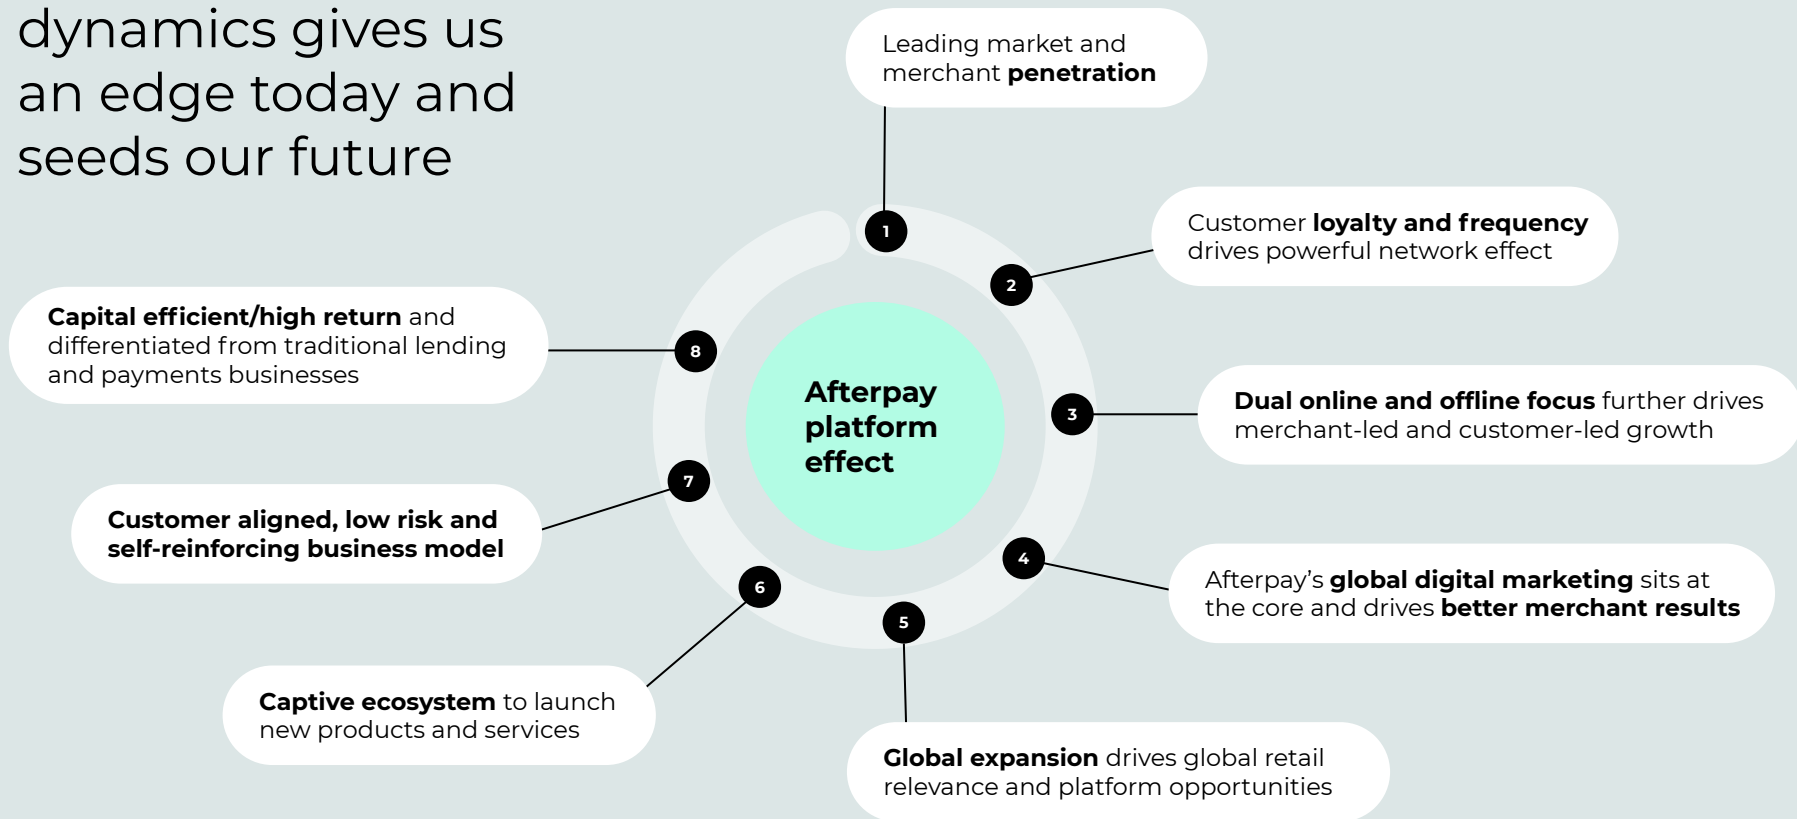 dynamics gives us
an edge today and
seeds our future
Leading market and
merchant penetration
1
Customer loyalty and frequency
drives powerful network effect
2
Dual online and offline focus further drives
merchant-led and customer-led growth
3
Afterpay’s global digital marketing sits at
the core and drives better merchant results
4
Global expansion drives global retail
relevance and platform opportunities
5
Captive ecosystem to launch
new products and services
6
Customer aligned, low risk and
self-reinforcing business model
7
Capital efficient/high return and
differentiated from traditional lending
and payments businesses
8
Afterpay
platform
effect